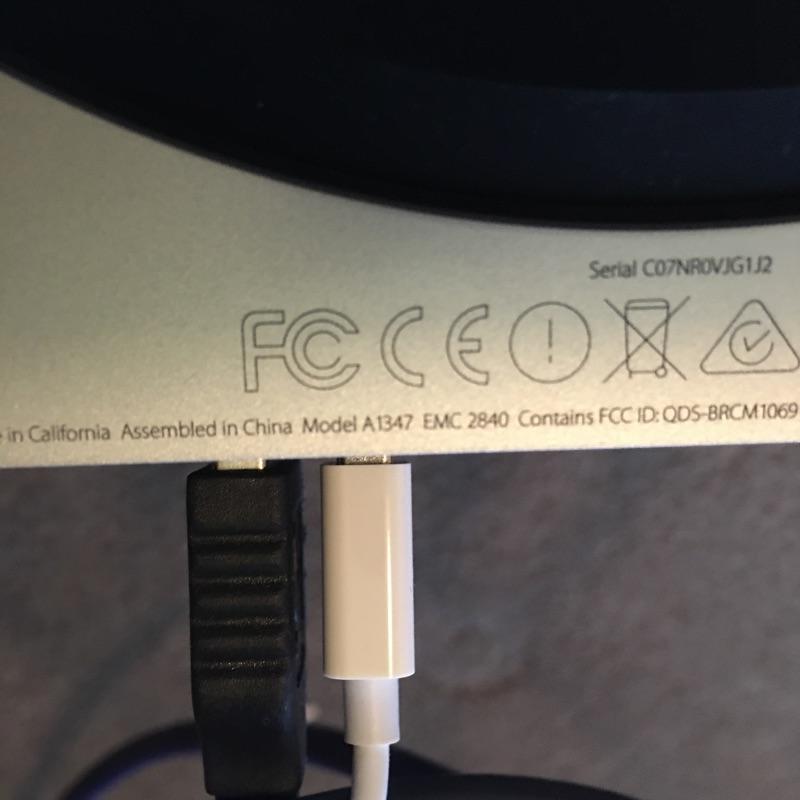 Serial C07NR0VJG1J2
FC CE
in California Assembled in China Model A1347 EMC 2840 Contains FCC ID: QDS-BRCM1069